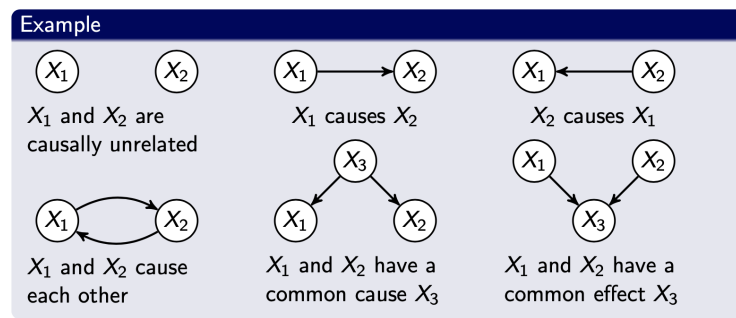 Example
X₁ X₂
X₁ and X₂ are
causally unrelated
X₁ X₂
X₁ causes X₂
X₁ X₂
X₂ causes X₁
X₁ X₂
X₁ and X₂ cause
each other
X₃
X₁ X₂
X₁ and X₂ have a
common cause X₃
X₁ X₂
X₃
X₁ and X₂ have a
common effect X₃